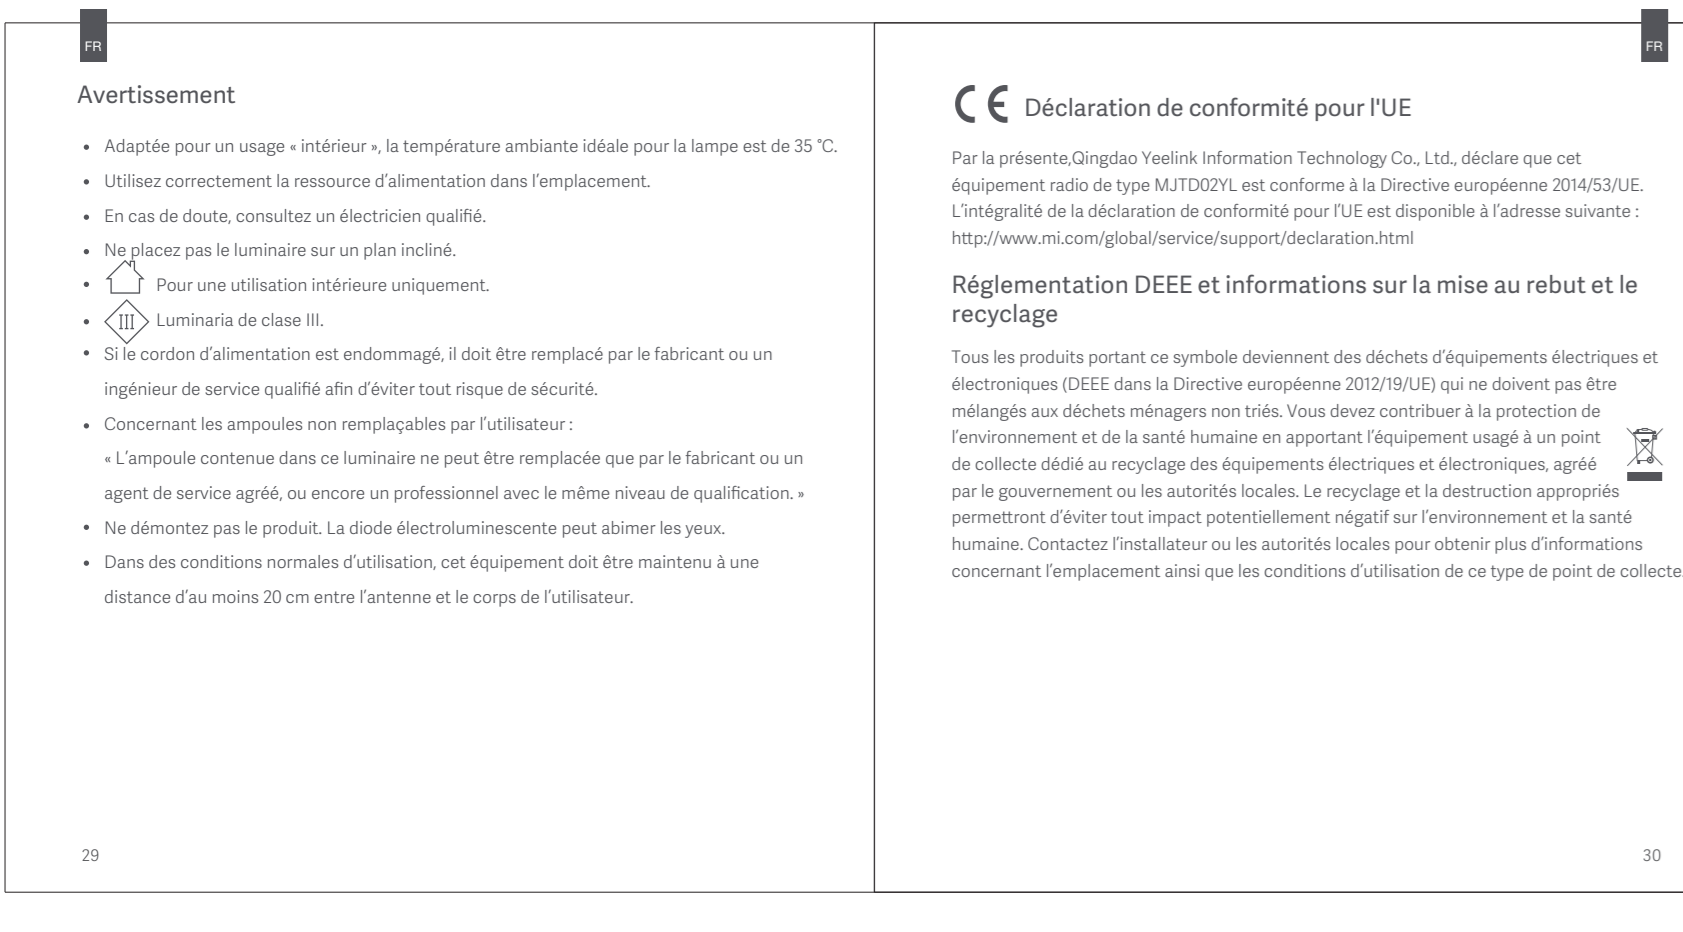 FR
Avertissement
• Adaptée pour un usage « intérieur », la température ambiante idéale pour la lampe est de 35 °C.
• Utilisez correctement la ressource d’alimentation dans l’emplacement.
• En cas de doute, consultez un électricien qualifié.
• Ne placez pas le luminaire sur un plan incliné.
• Pour une utilisation intérieure uniquement.
• III Luminaria de clase III.
• Si le cordon d’alimentation est endommagé, il doit être remplacé par le fabricant ou un
ingénieur de service qualifié afin d’éviter tout risque de sécurité.
• Concernant les ampoules non remplaçables par l’utilisateur :
« L’ampoule contenue dans ce luminaire ne peut être remplacée que par le fabricant ou un
agent de service agréé, ou encore un professionnel avec le même niveau de qualification. »
• Ne démontez pas le produit. La diode électroluminescente peut abimer les yeux.
• Dans des conditions normales d’utilisation, cet équipement doit être maintenu à une
distance d’au moins 20 cm entre l’antenne et le corps de l’utilisateur.
29
FR
CE Déclaration de conformité pour l'UE
Par la présente,Qingdao Yeelink Information Technology Co., Ltd., déclare que cet
équipement radio de type MJTD02YL est conforme à la Directive européenne 2014/53/UE.
L’intégralité de la déclaration de conformité pour l’UE est disponible à l’adresse suivante :
http://www.mi.com/global/service/support/declaration.html
Réglementation DEEE et informations sur la mise au rebut et le
recyclage
Tous les produits portant ce symbole deviennent des déchets d’équipements électriques et
électroniques (DEEE dans la Directive européenne 2012/19/UE) qui ne doivent pas être
mélangés aux déchets ménagers non triés. Vous devez contribuer à la protection de
l’environnement et de la santé humaine en apportant l’équipement usagé à un point
de collecte dédié au recyclage des équipements électriques et électroniques, agréé
par le gouvernement ou les autorités locales. Le recyclage et la destruction appropriés
permettront d’éviter tout impact potentiellement négatif sur l’environnement et la santé
humaine. Contactez l’installateur ou les autorités locales pour obtenir plus d’informations
concernant l’emplacement ainsi que les conditions d’utilisation de ce type de point de collecte.
30